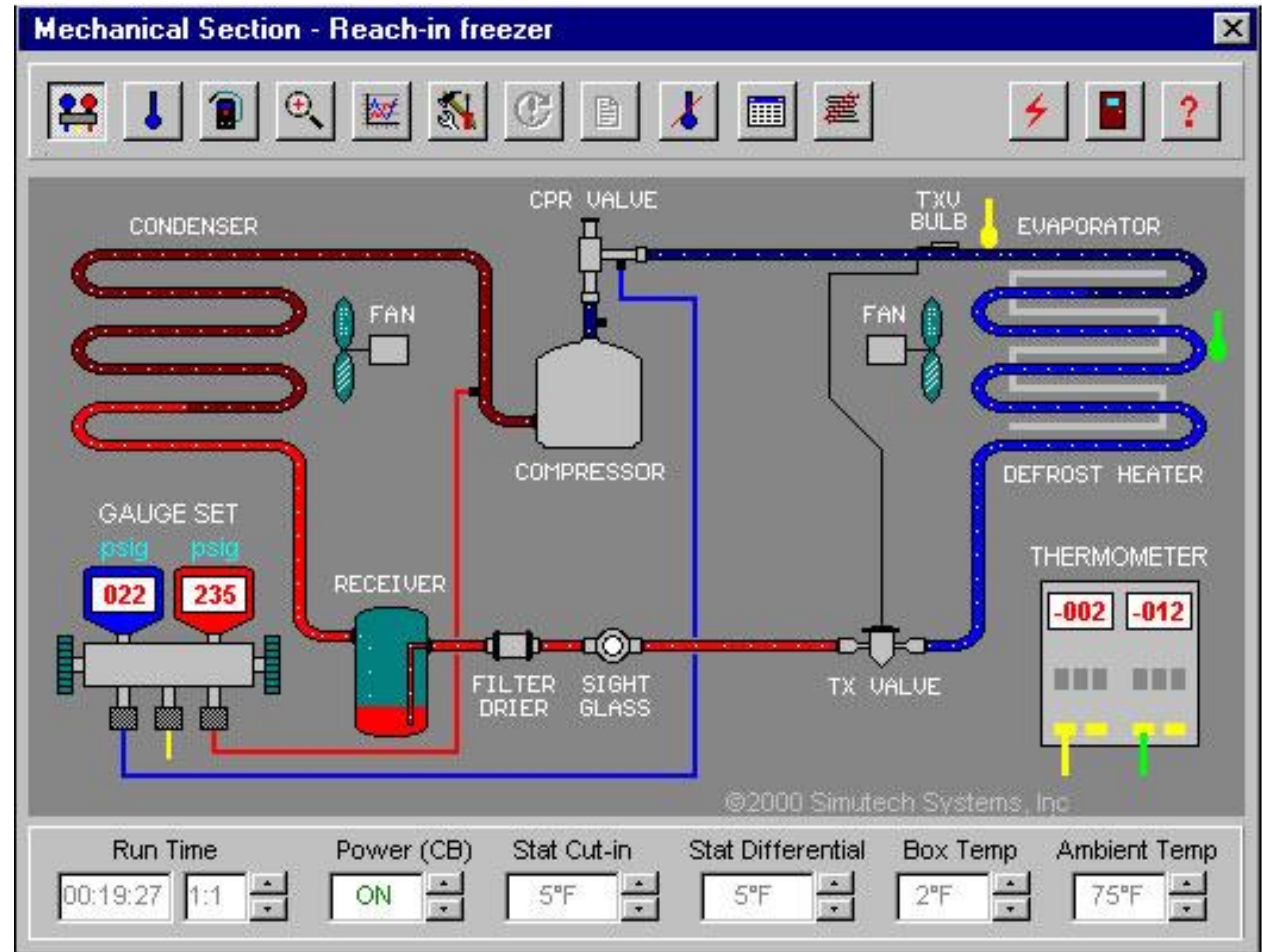 Mechanical Section - Reach-in freezer
?
CPR VALVE
TXV
BULB
CONDENSER
EVAPORATOR
FAN
FAN
COMPRESSOR
DEFROST HEATER
GAUGE SET
psig psig
022 235
RECEIVER
THERMOMETER
-002 -012
FILTER
DRIER
SIGHT
GLASS
TX VALVE
©2000 Simutech Systems, Inc
Run Time Power (CB) Stat Cut-in Stat Differential Box Temp Ambient Temp
00:19:27 1:1 ON 5°F 5°F 2°F 75°F